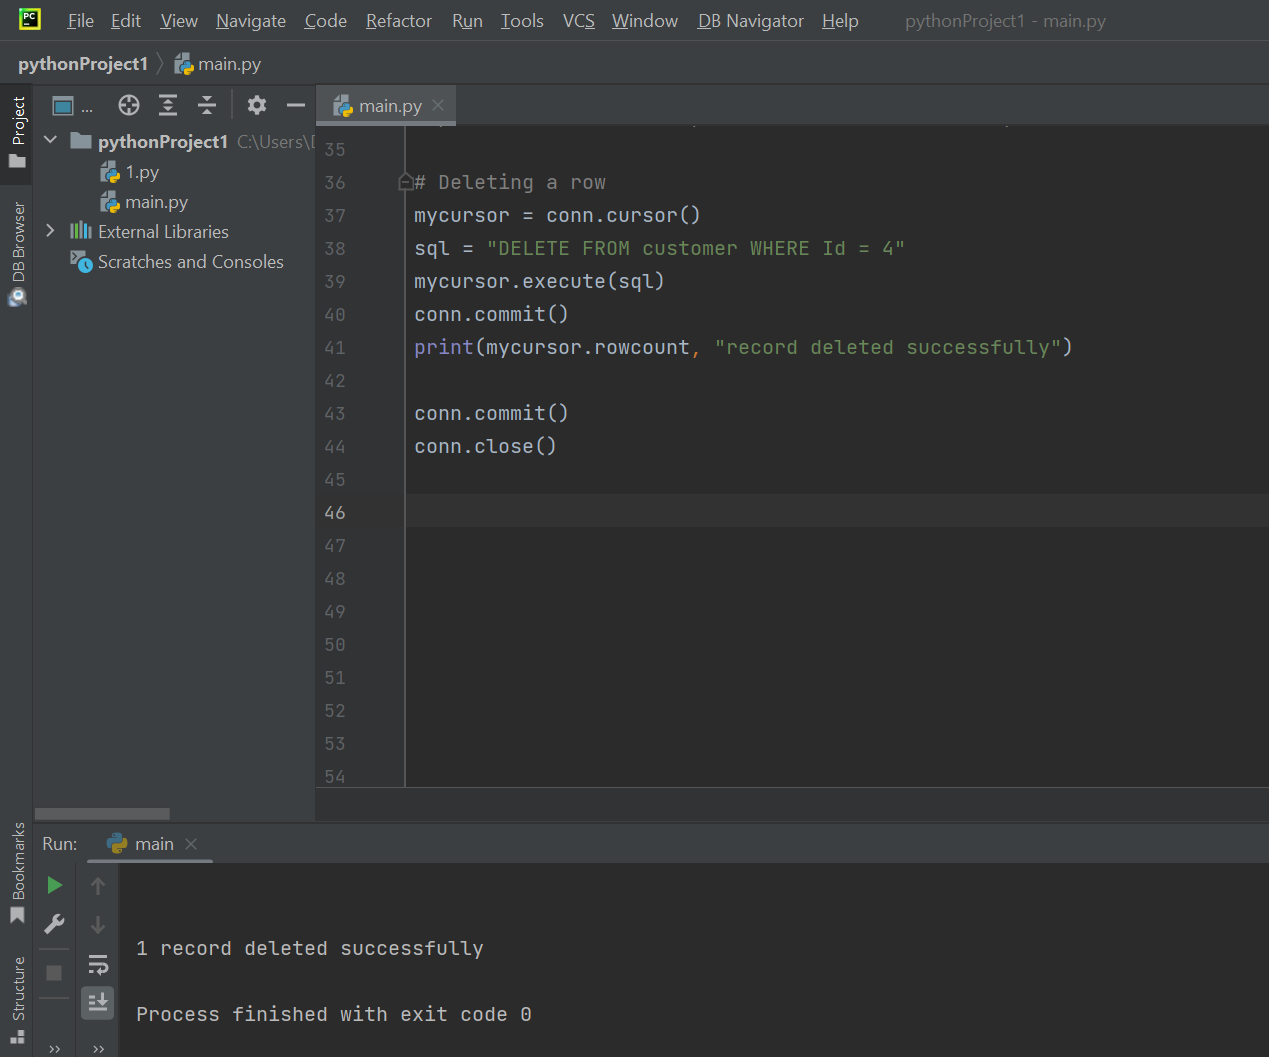 PC
File Edit View Navigate Code Refactor Run Tools VCS Window DB Navigator Help pythonProject1 - main.py
pythonProject1 main.py
Project
DB Browser
Bookmarks
Structure
...
pythonProject1 C:\Users\
1.py
main.py
External Libraries
Scratches and Consoles
main.py
35
36 # Deleting a row
37 mycursor = conn.cursor()
38 sql = "DELETE FROM customer WHERE Id = 4"
39 mycursor.execute(sql)
40 conn.commit()
41 print(mycursor.rowcount, "record deleted successfully")
42
43 conn.commit()
44 conn.close()
45
46
47
48
49
50
51
52
53
54
Run: main
1 record deleted successfully
Process finished with exit code 0